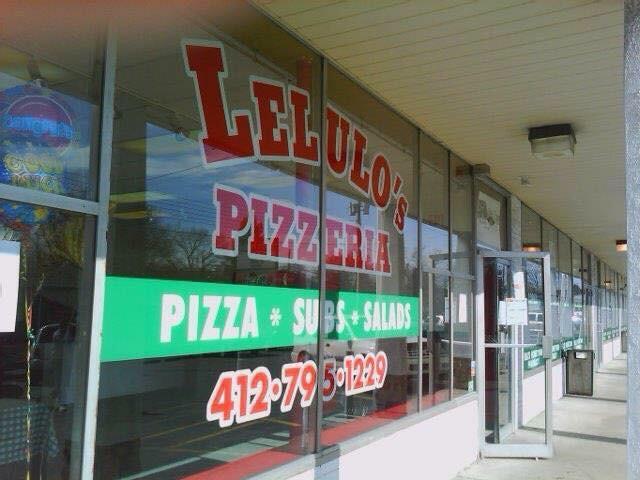 LELULO'S
PIZZERIA
PIZZA * SUBS * SALADS
412•795•1229